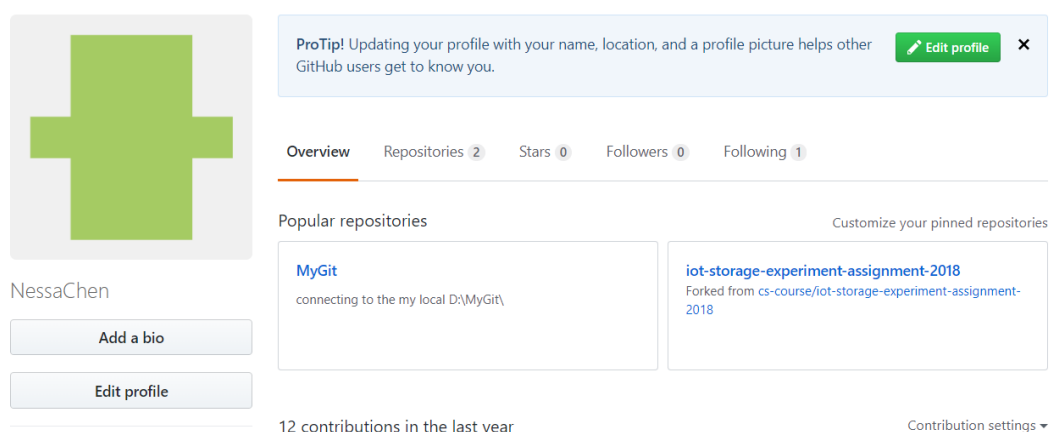 ProTip! Updating your profile with your name, location, and a profile picture helps other
GitHub users get to know you.
Edit profile
Overview Repositories 2 Stars 0 Followers 0 Following 1
Popular repositories
Customize your pinned repositories
MyGit
connecting to the my local D:\MyGit\
iot-storage-experiment-assignment-2018
Forked from cs-course/iot-storage-experiment-assignment-
2018
NessaChen
Add a bio
Edit profile
12 contributions in the last year
Contribution settings